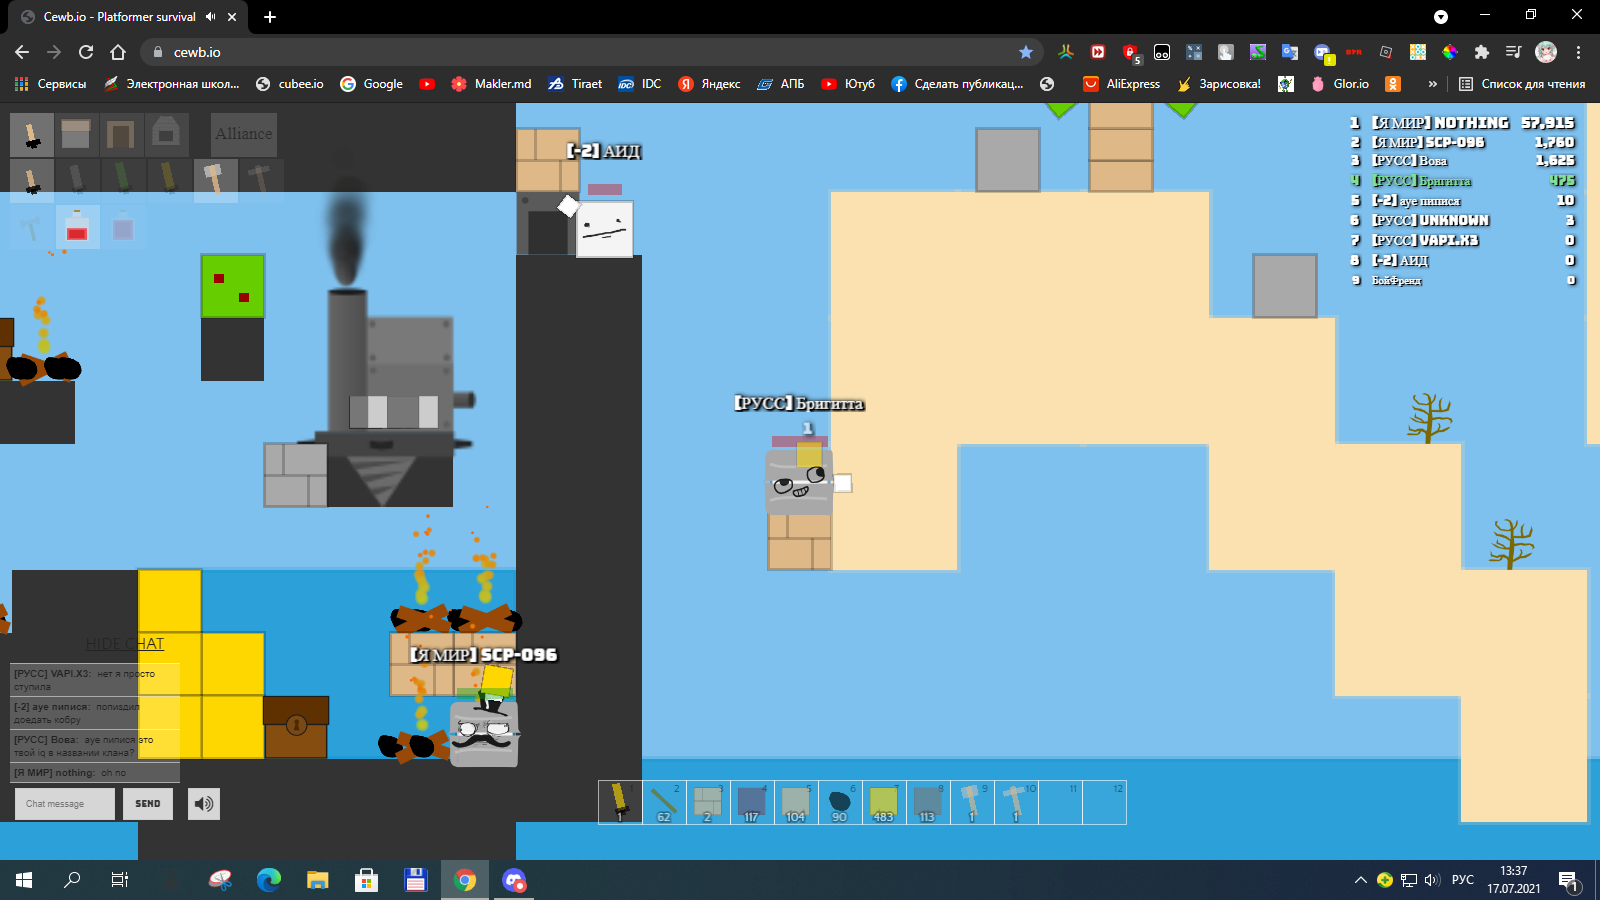 Cewb.io - Platformer survival
cewb.io
5
Сервисы
Электронная школ...
cubee.io
Google
Makler.md
Tiraet
IDC
Яндекс
АПБ
Ютуб
Сделать публикац...
AliExpress
Зарисовка!
Glor.io
»
Список для чтения
Alliance
[-2] АИД
1 [Я МИР] NOTHING 57,915
2 [Я МИР] SCP-096 1,760
3 [РУСС] Вова 1,625
4 [РУСС] Бригитта 475
5 [-2] ауе пипися 10
6 [РУСС] UNKNOWN 3
7 [РУСС] VAPI.X3 0
8 [-2] АИД 0
9 БойФренд 0
[РУСС] Бригитта
1
HIDE CHAT
[Я МИР] SCP-096
[РУСС] VAPI.X3: нет я просто
ступила
[-2] ауе пипися: попиздил
доедать кобру
[РУСС] Вова: ауе пипися это
твой iq в названии клана?
[Я МИР] nothing: oh no
Chat message
SEND
1 2 3 4 5 6 7 8 9 10 11 12
1 62 2 117 104 90 483 113 1 1
РУС
13:37
17.07.2021
1